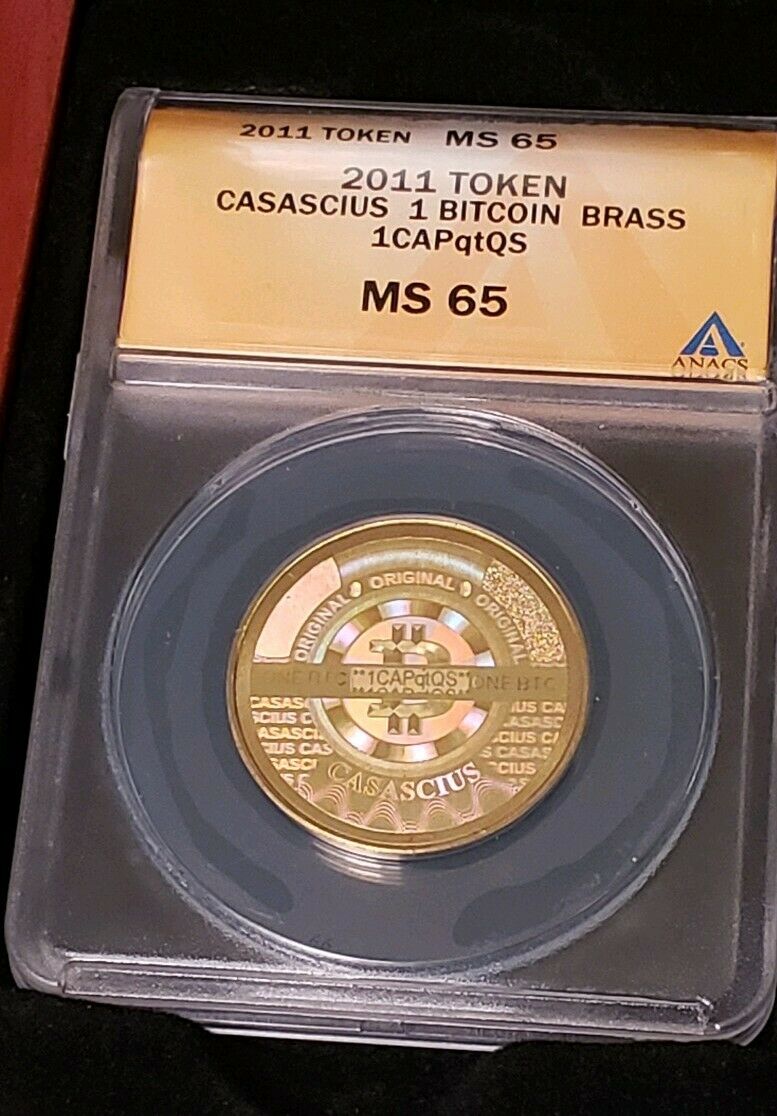 2011 TOKEN MS 65
2011 TOKEN
CASASCIUS 1 BITCOIN BRASS
1CAPqtQS
MS 65
ANACS
ORIGINAL ORIGINAL ORIGINAL
ONE BTC **1CAPqtQS** ONE BTC
CASASCIUS